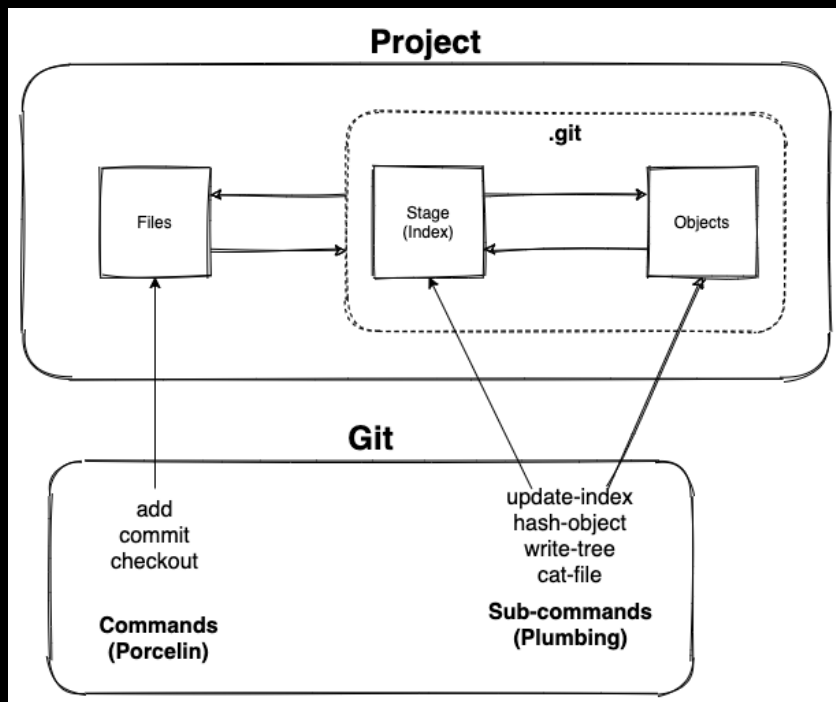 Project
.git
Files
Stage
(Index)
Objects
Git
add
commit
checkout
Commands
(Porcelin)
update-index
hash-object
write-tree
cat-file
Sub-commands
(Plumbing)